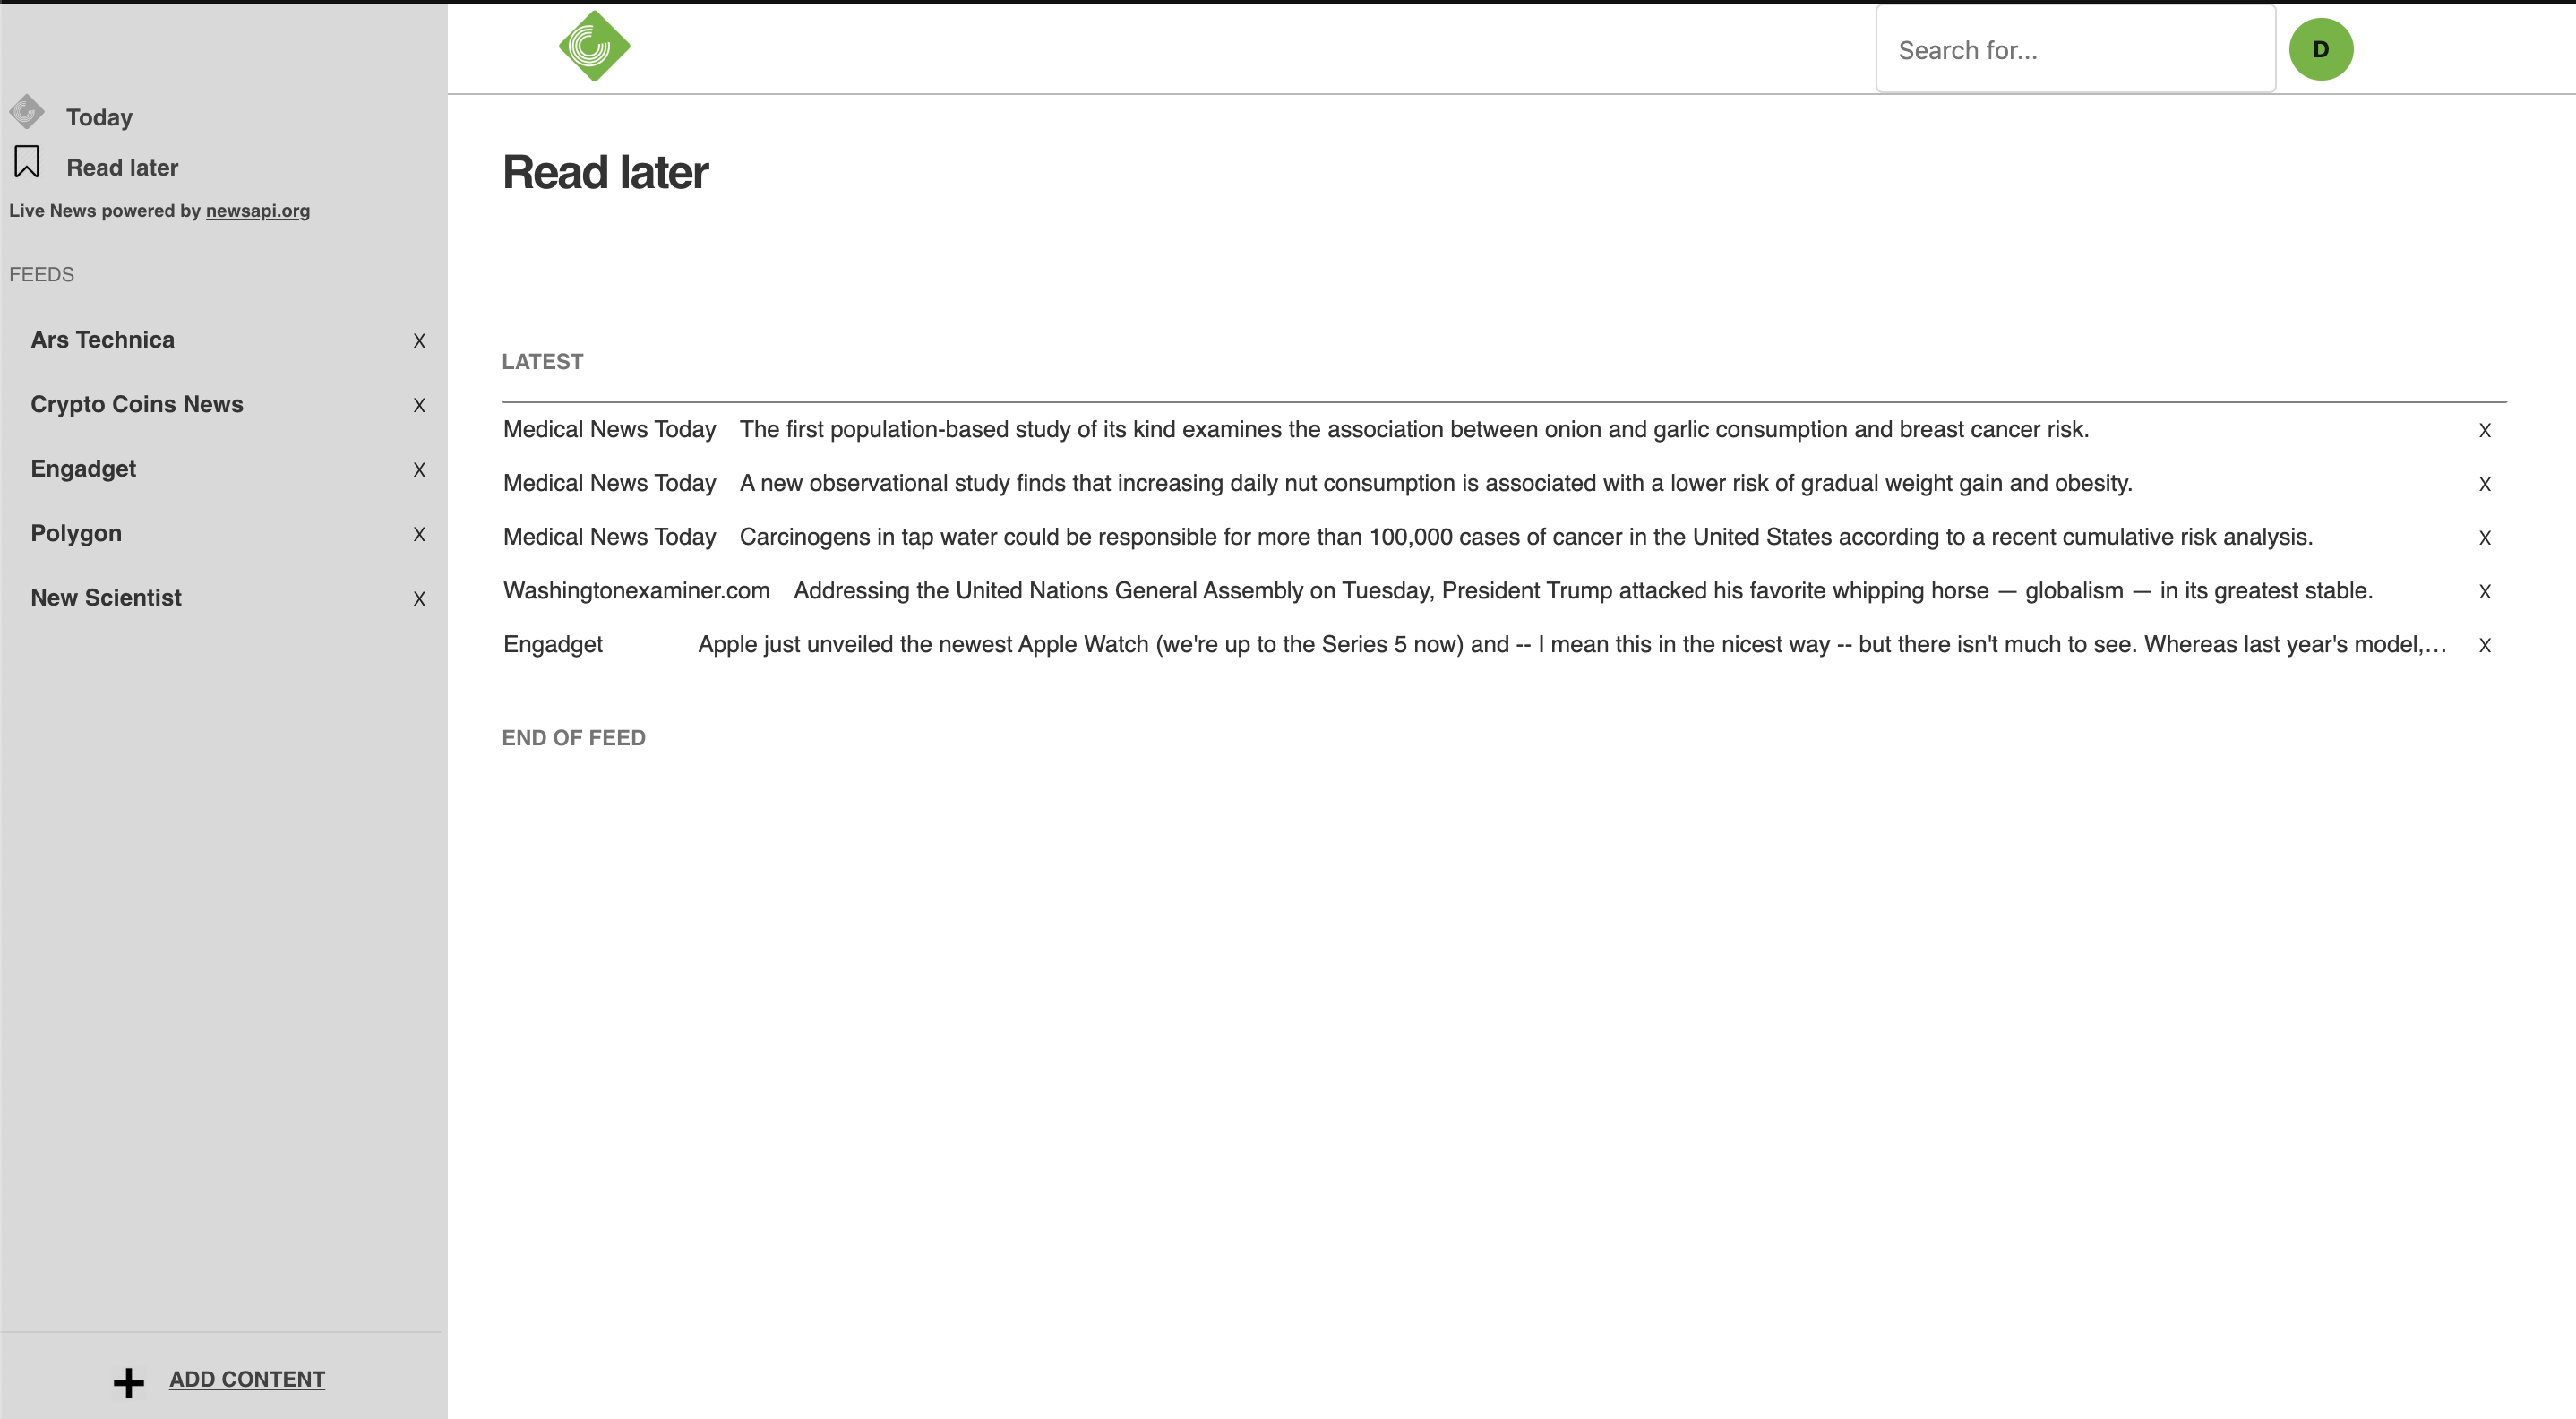 Search for...
D
Today
Read later
Live News powered by newsapi.org
FEEDS
Ars Technica X
Crypto Coins News X
Engadget X
Polygon X
New Scientist X
ADD CONTENT
Read later
LATEST
Medical News Today The first population-based study of its kind examines the association between onion and garlic consumption and breast cancer risk. X
Medical News Today A new observational study finds that increasing daily nut consumption is associated with a lower risk of gradual weight gain and obesity. X
Medical News Today Carcinogens in tap water could be responsible for more than 100,000 cases of cancer in the United States according to a recent cumulative risk analysis. X
Washingtonexaminer.com Addressing the United Nations General Assembly on Tuesday, President Trump attacked his favorite whipping horse — globalism — in its greatest stable. X
Engadget Apple just unveiled the newest Apple Watch (we're up to the Series 5 now) and -- I mean this in the nicest way -- but there isn't much to see. Whereas last year's model,… X
END OF FEED